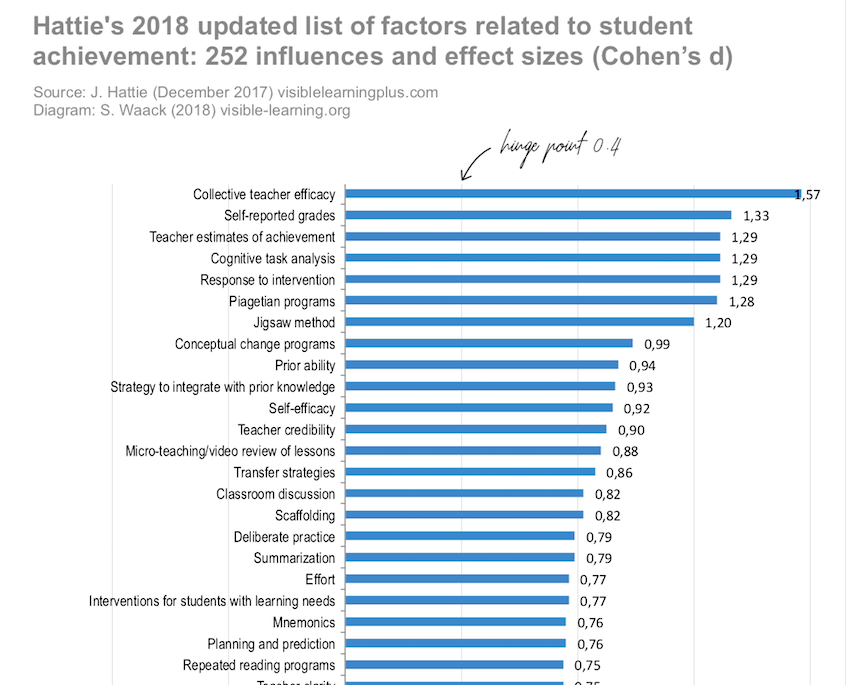 Hattie's 2018 updated list of factors related to student
achievement: 252 influences and effect sizes (Cohen's d)
Source: J. Hattie (December 2017) visiblelearningplus.com
Diagram: S. Waack (2018) visible-learning.org
hinge point 0.4
Collective teacher efficacy 1,57
Self-reported grades 1,33
Teacher estimates of achievement 1,29
Cognitive task analysis 1,29
Response to intervention 1,29
Piagetian programs 1,28
Jigsaw method 1,20
Conceptual change programs 0,99
Prior ability 0,94
Strategy to integrate with prior knowledge 0,93
Self-efficacy 0,92
Teacher credibility 0,90
Micro-teaching/video review of lessons 0,88
Transfer strategies 0,86
Classroom discussion 0,82
Scaffolding 0,82
Deliberate practice 0,79
Summarization 0,79
Effort 0,77
Interventions for students with learning needs 0,77
Mnemonics 0,76
Planning and prediction 0,76
Repeated reading programs 0,75
Teacher clarity 0,75